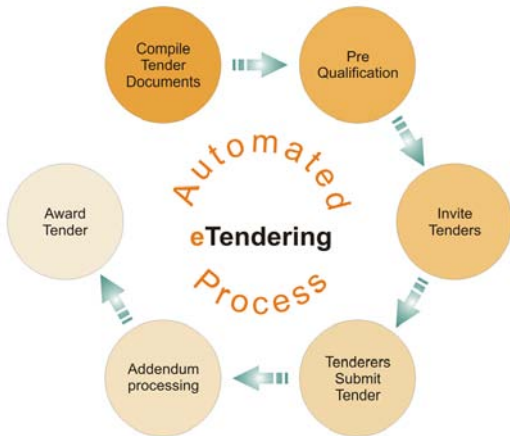 Compile
Tender
Documents
Pre
Qualification
Automated
eTendering
Process
Invite
Tenders
Tenderers
Submit
Tender
Addendum
processing
Award
Tender